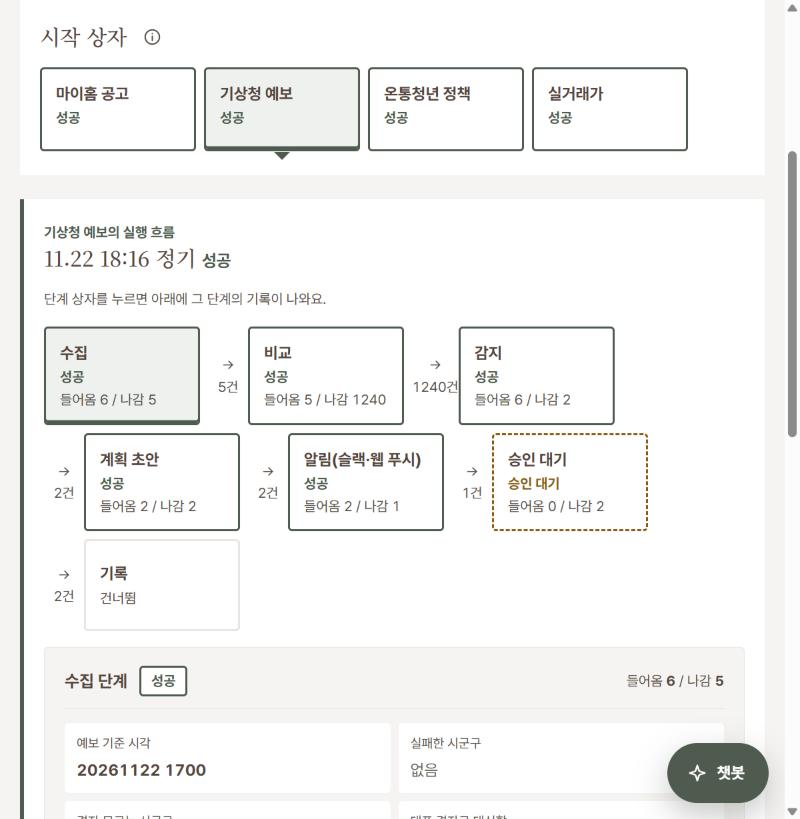 시작 상자
마이홈 공고
성공
기상청 예보
성공
온통청년 정책
성공
실거래가
성공
기상청 예보의 실행 흐름
11.22 18:16 정기 성공
단계 상자를 누르면 아래에 그 단계의 기록이 나와요.
수집
성공
들어옴 6 / 나감 5
→
5건
비교
성공
들어옴 5 / 나감 1240
→
1240건
감지
성공
들어옴 6 / 나감 2
→
2건
계획 초안
성공
들어옴 2 / 나감 2
→
2건
알림(슬랙·웹 푸시)
성공
들어옴 2 / 나감 1
→
1건
승인 대기
승인 대기
들어옴 0 / 나감 2
→
2건
기록
건너뜀
수집 단계 성공
들어옴 6 / 나감 5
예보 기준 시각
20261122 1700
실패한 시군구
없음
챗봇